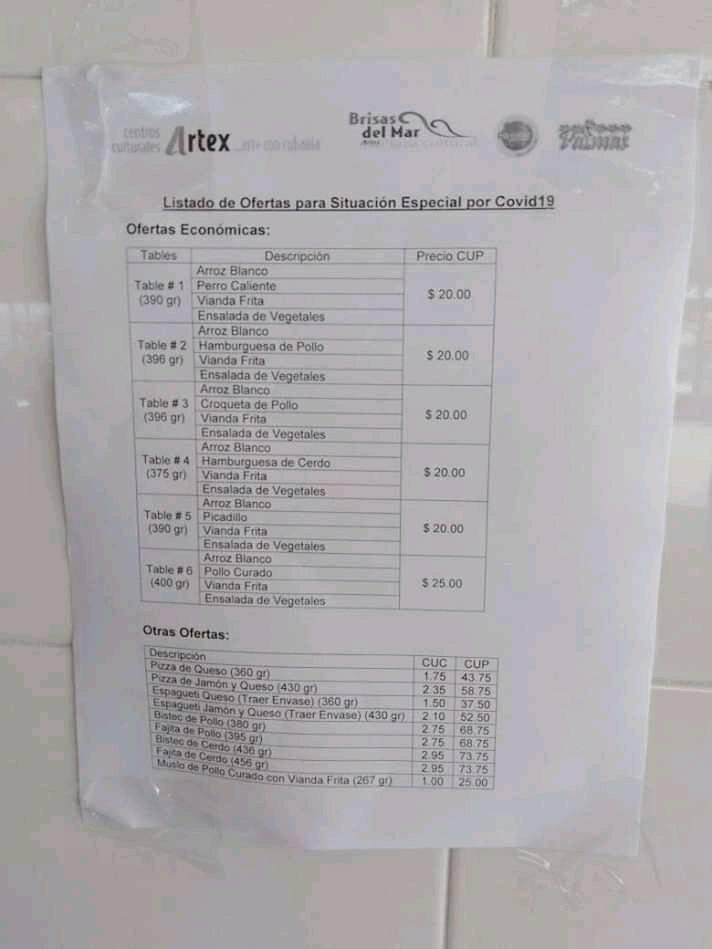 centros
culturales Artex
Brisas
del Mar
Listado de Ofertas para Situación Especial por Covid19
Ofertas Económicas:
Tables Descripción Precio CUP
Table # 1 (390 gr) Arroz Blanco $ 20.00
Perro Caliente
Vianda Frita
Ensalada de Vegetales
Table # 2 (396 gr) Arroz Blanco $ 20.00
Hamburguesa de Pollo
Vianda Frita
Ensalada de Vegetales
Table # 3 (396 gr) Arroz Blanco $ 20.00
Croqueta de Pollo
Vianda Frita
Ensalada de Vegetales
Table # 4 (375 gr) Arroz Blanco $ 20.00
Hamburguesa de Cerdo
Vianda Frita
Ensalada de Vegetales
Table # 5 (390 gr) Arroz Blanco $ 20.00
Picadillo
Vianda Frita
Ensalada de Vegetales
Table # 6 (400 gr) Arroz Blanco $ 25.00
Pollo Curado
Vianda Frita
Ensalada de Vegetales
Otras Ofertas:
Descripción CUC CUP
Pizza de Queso (360 gr) 1.75 43.75
Pizza de Jamón y Queso (430 gr) 2.35 58.75
Espagueti Queso (Traer Envase) (360 gr) 1.50 37.50
Espagueti Jamón y Queso (Traer Envase) (430 gr) 2.10 52.50
Bistec de Pollo (380 gr) 2.75 68.75
Fajita de Pollo (395 gr) 2.75 68.75
Bistec de Cerdo (436 gr) 2.95 73.75
Fajita de Cerdo (456 gr) 2.95 73.75
Muslo de Pollo Curado con Vianda Frita (267 gr) 1.00 25.00